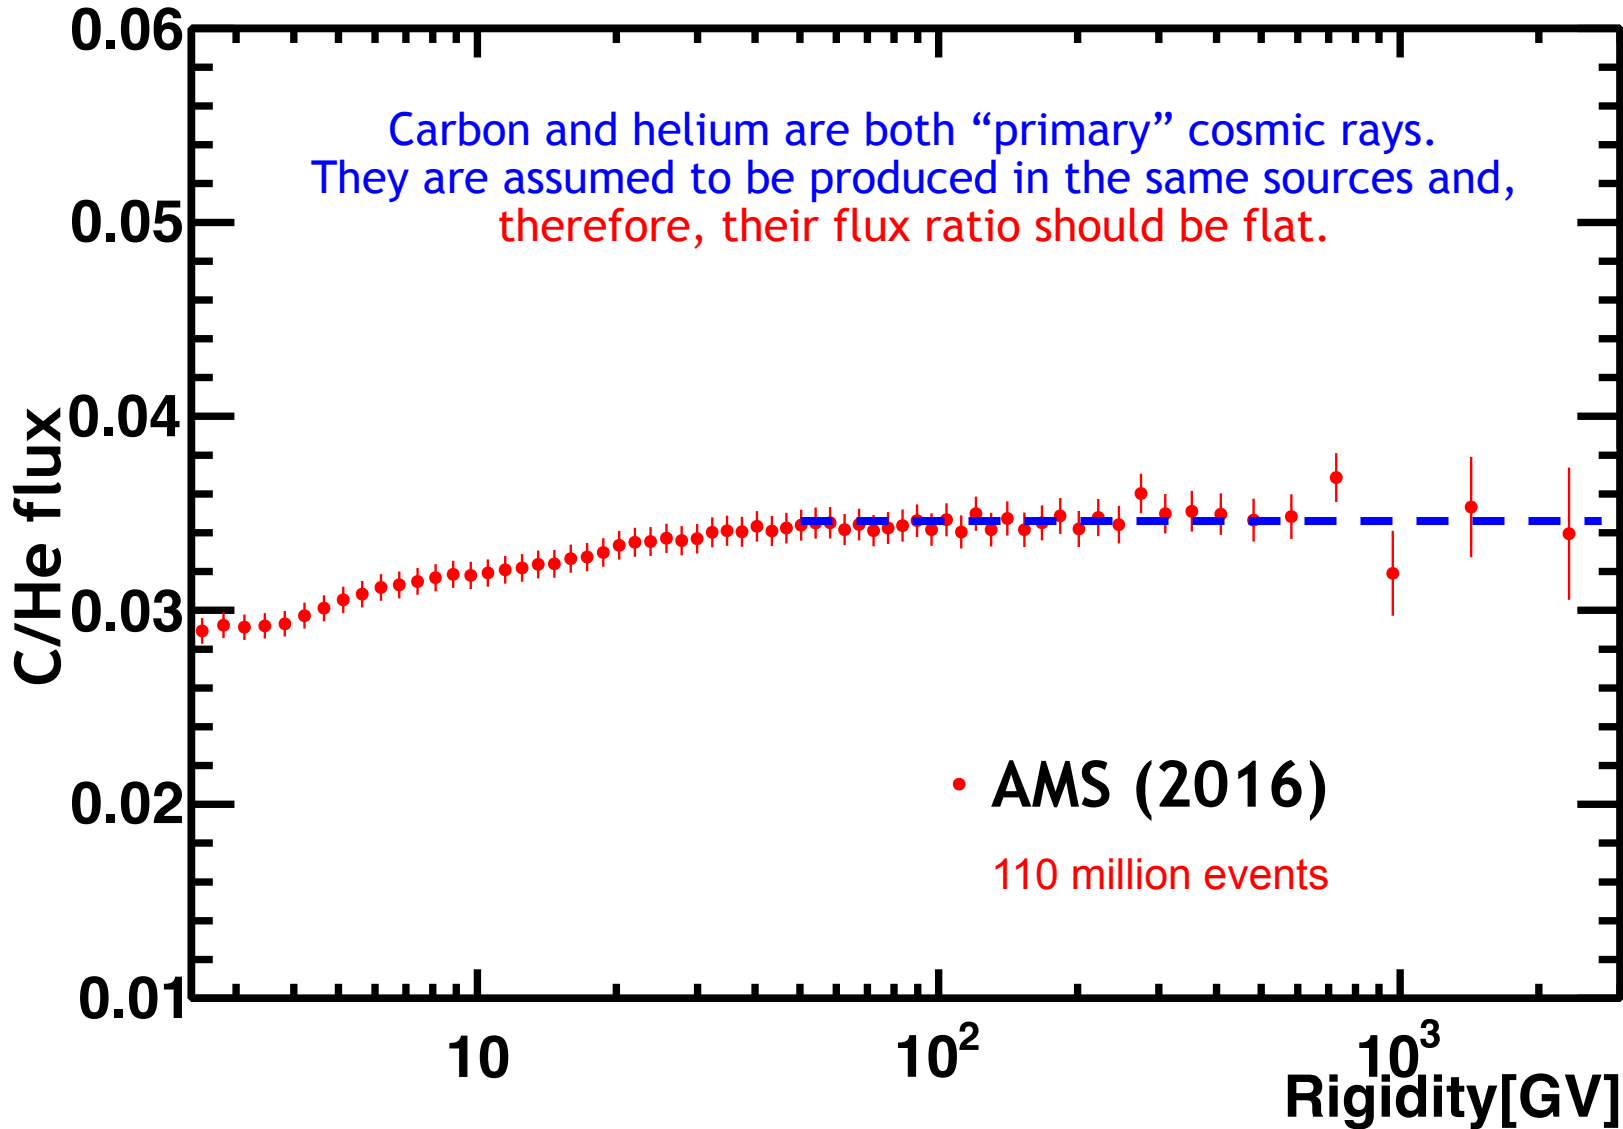 0.06
Carbon and helium are both “primary” cosmic rays.
They are assumed to be produced in the same sources and,
therefore, their flux ratio should be flat.
0.05
0.04
C/He flux
0.03
AMS (2016)
0.02
110 million events
0.01
10
10²
10³
Rigidity[GV]